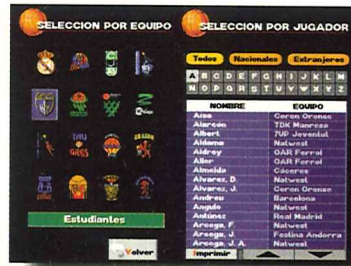 SELECCION POR EQUIPO
Estudiantes
Volver
SELECCION POR JUGADOR
Todos Nacionales Extranjeros
A B C D E F G H I J K L M
N O P Q R S T U V W X Y Z
NOMBRE EQUIPO
Aisa Coren Orense
Alarcón TDK Manresa
Albert 7UP Joventut
Aldama Natwest
Aldrey OAR Ferrol
Aller OAR Ferrol
Almeida Cáceres
Alvarez, D. Natwest
Alvarez, J. Coren Orense
Andreu Barcelona
Angulo Natwest
Antúnez Real Madrid
Arcega, F. Natwest
Arcega, J. Festina Andorra
Arcega, J. A. Natwest
Imprimir